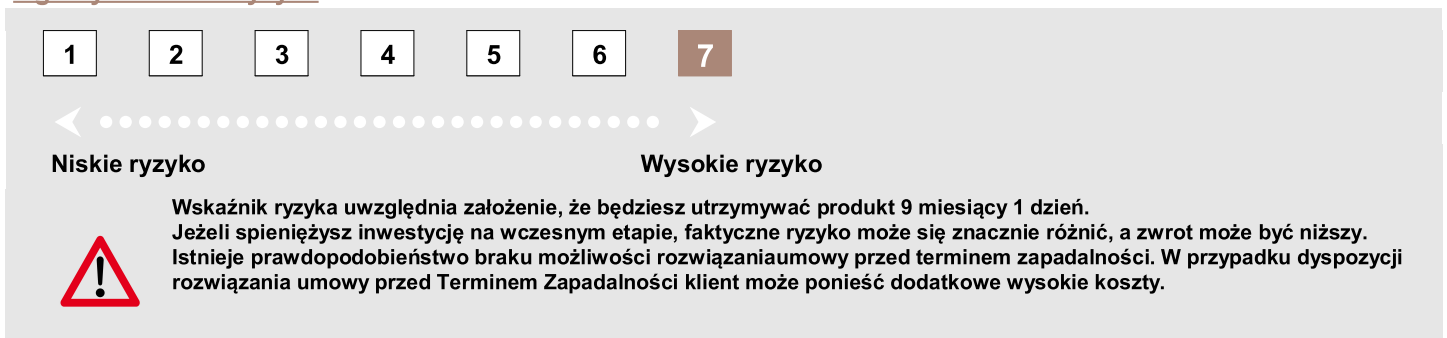 1 2 3 4 5 6 7
Niskie ryzyko Wysokie ryzyko
Wskaźnik ryzyka uwzględnia założenie, że będziesz utrzymywać produkt 9 miesięcy 1 dzień.
Jeżeli spieniężysz inwestycję na wczesnym etapie, faktyczne ryzyko może się znacznie różnić, a zwrot może być niższy.
Istnieje prawdopodobieństwo braku możliwości rozwiązaniaumowy przed terminem zapadalności. W przypadku dyspozycji
rozwiązania umowy przed Terminem Zapadalności klient może ponieść dodatkowe wysokie koszty.